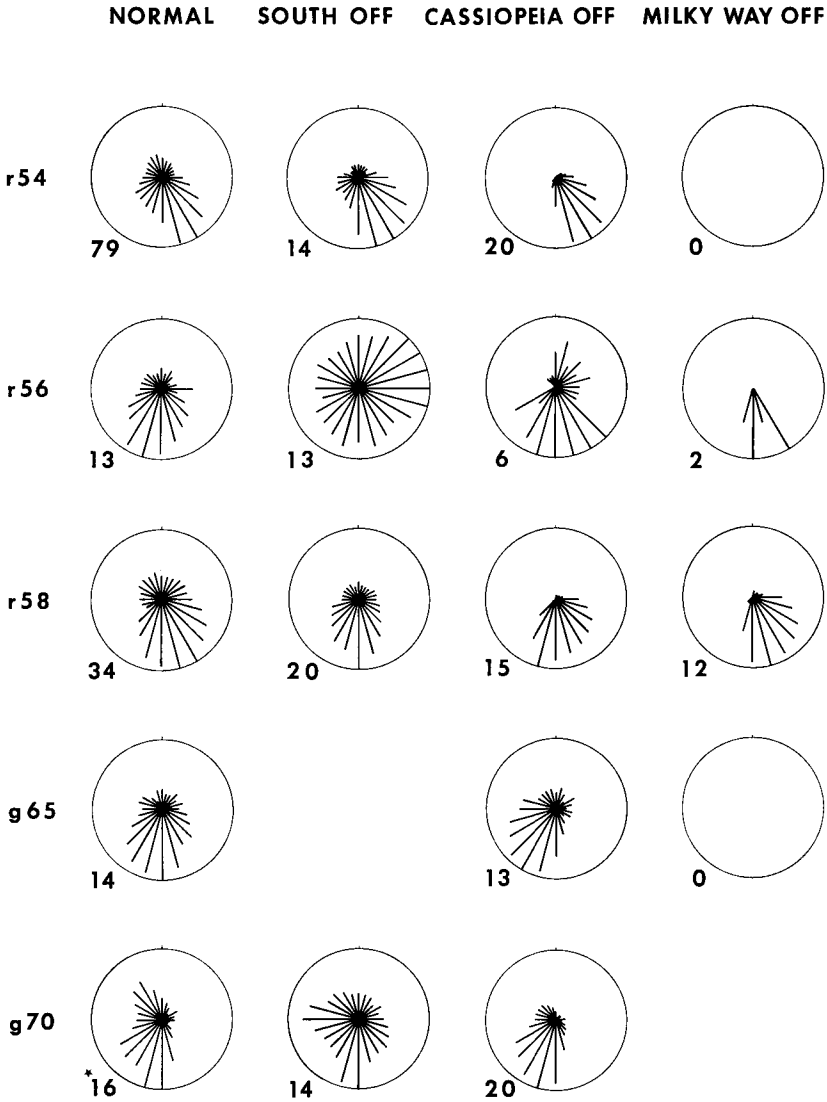 NORMAL SOUTH OFF CASSIOPEIA OFF MILKY WAY OFF
r54
79 14 20 0
r56
13 13 6 2
r58
34 20 15 12
g65
14 13 0
g70
*16 14 20